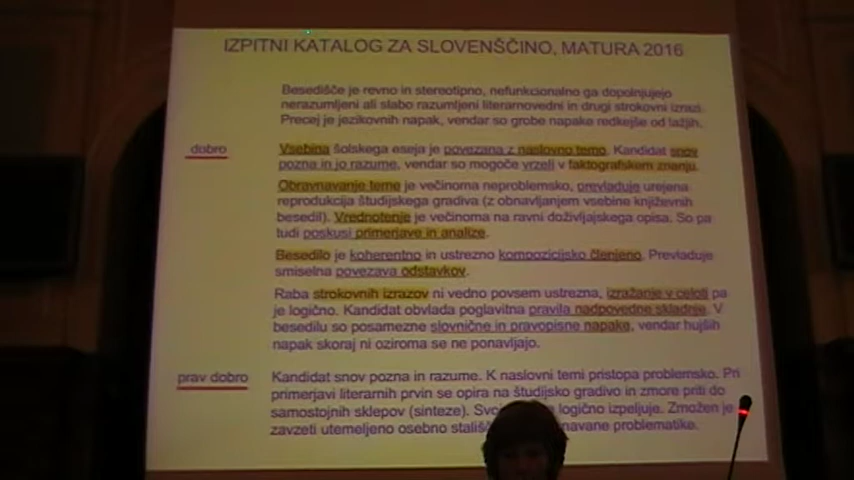 IZPITNI KATALOG ZA SLOVENŠČINO, MATURA 2016
Besedišče je revno in stereotipno, nefunkcionalno ga dopolnjujejo
nerazumljeni ali slabo razumljeni literarnovedni in drugi strokovni izrazi.
Precej je jezikovnih napak, vendar so grobe napake redkejše od lažjih.
dobro
Vsebina šolskega eseja je povezana z naslovno temo. Kandidat snov
pozna in jo razume, vendar so mogoče vrzeli v faktografskem znanju.
Obravnavanje teme je večinoma neproblemsko, prevladuje urejena
reprodukcija študijskega gradiva (z obnavljanjem vsebine književnih
besedil). Vrednotenje je večinoma na ravni doživljajskega opisa. So pa
tudi poskusi primerjave in analize.
Besedilo je koherentno in ustrezno kompozicijsko členjeno. Prevladuje
smiselna povezava odstavkov.
Raba strokovnih izrazov ni vedno povsem ustrezna, izražanje v celoti pa
je logično. Kandidat obvlada poglavitna pravila nadpovedne skladnje. V
besedilu so posamezne slovnične in pravopisne napake, vendar hujših
napak skoraj ni oziroma se ne ponavljajo.
prav dobro
Kandidat snov pozna in razume. K naslovni temi pristopa problemsko. Pri
primerjavi literarnih prvin se opira na študijsko gradivo in zmore priti do
samostojnih sklepov (sinteze). logično izpeljuje. Zmožen je
zavzeti utemeljeno osebno problematike.